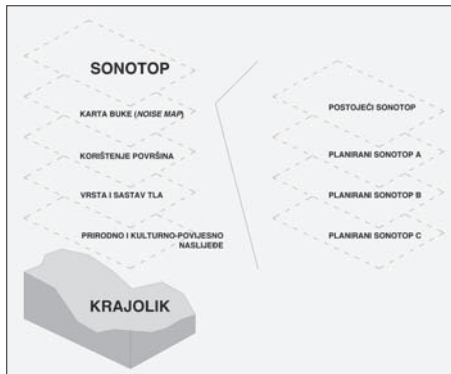 SONOTOP
KARTA BUKE (NOISE MAP)
KORIŠTENJE POVRŠINA
VRSTA I SASTAV TLA
PRIRODNO I KULTURNO-POVIJESNO
NASLIJEĐE
KRAJOLIK
POSTOJEĆI SONOTOP
PLANIRANI SONOTOP A
PLANIRANI SONOTOP B
PLANIRANI SONOTOP C